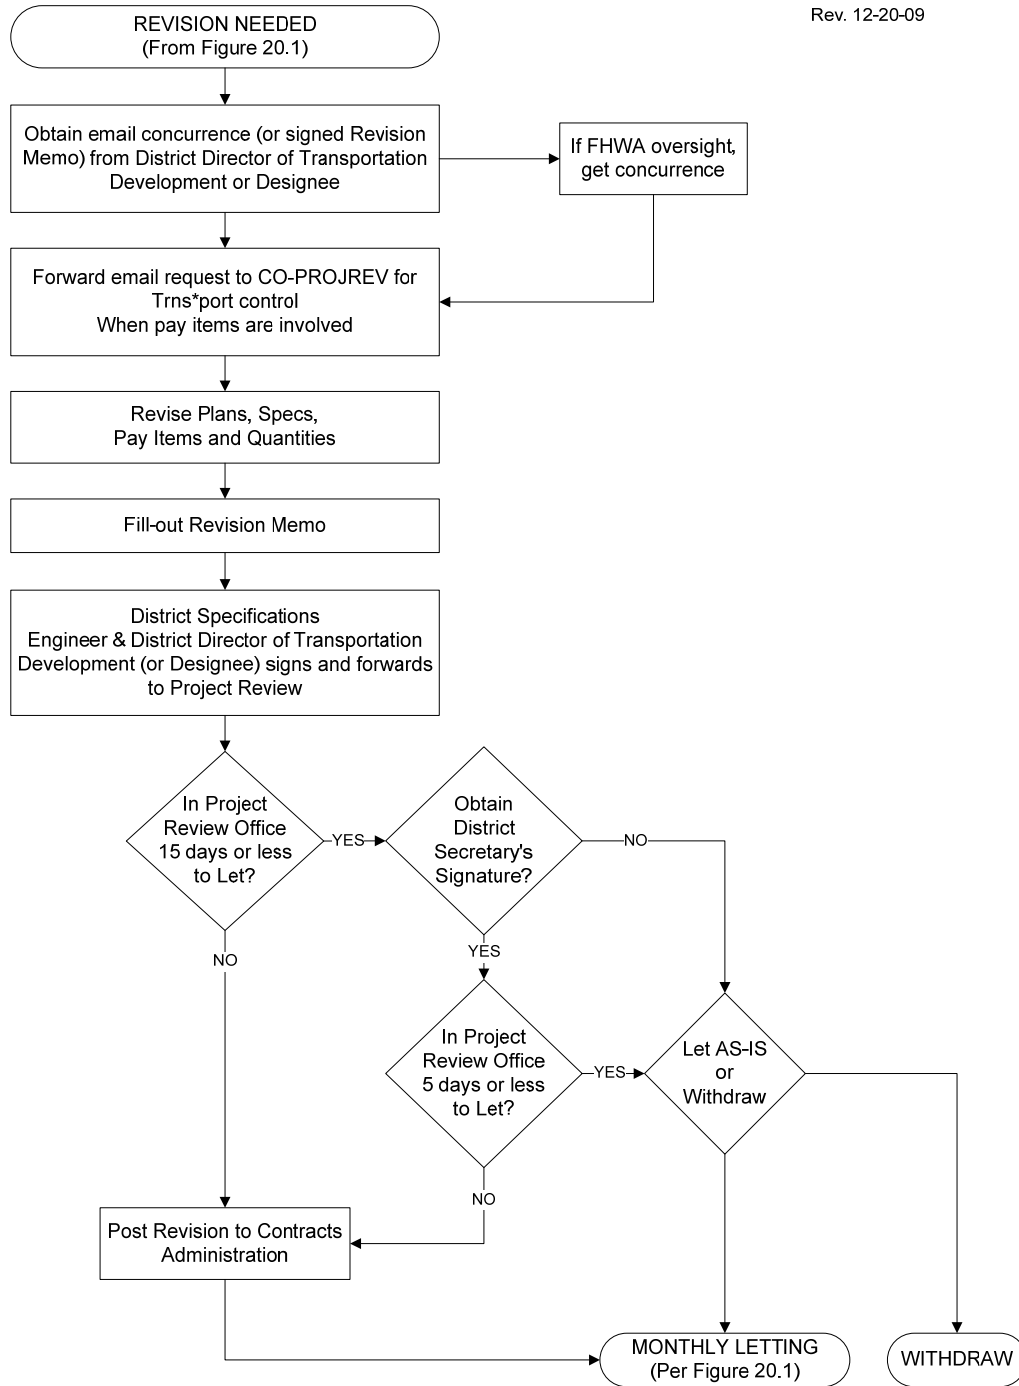 Rev. 12-20-09
REVISION NEEDED
(From Figure 20.1)
Obtain email concurrence (or signed Revision
Memo) from District Director of Transportation
Development or Designee
If FHWA oversight,
get concurrence
Forward email request to CO-PROJREV for
Trns*port control
When pay items are involved
Revise Plans, Specs,
Pay Items and Quantities
Fill-out Revision Memo
District Specifications
Engineer & District Director of Transportation
Development (or Designee) signs and forwards
to Project Review
In Project
Review Office
15 days or less
to Let?
YES
Obtain
District
Secretary's
Signature?
NO
NO
YES
In Project
Review Office
5 days or less
to Let?
YES
Let AS-IS
or
Withdraw
NO
Post Revision to Contracts
Administration
MONTHLY LETTING
(Per Figure 20.1)
WITHDRAW